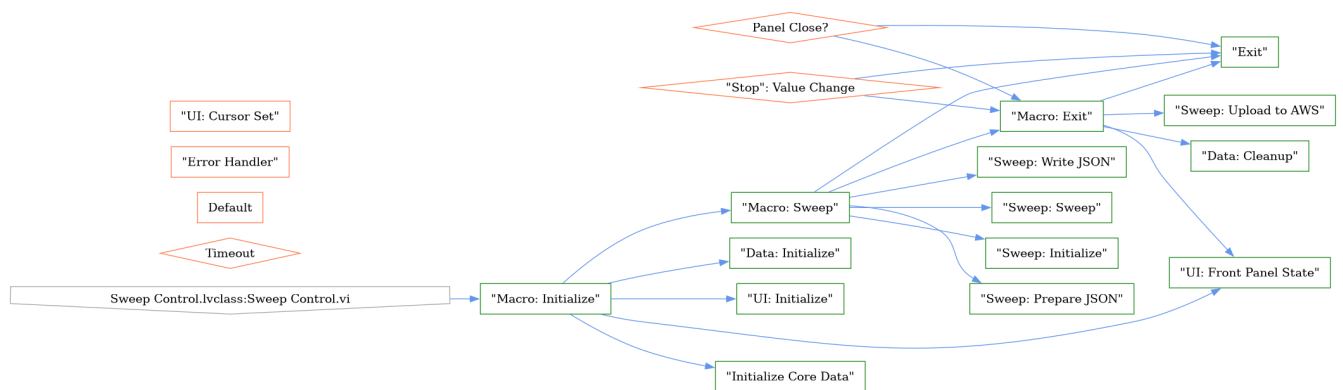 Panel Close?
"Exit"
"Stop": Value Change
"UI: Cursor Set"
"Macro: Exit"
"Sweep: Upload to AWS"
"Error Handler"
"Sweep: Write JSON"
"Data: Cleanup"
Default
"Macro: Sweep"
"Sweep: Sweep"
Timeout
"Data: Initialize"
"Sweep: Initialize"
"UI: Front Panel State"
Sweep Control.lvclass:Sweep Control.vi
"Macro: Initialize"
"UI: Initialize"
"Sweep: Prepare JSON"
"Initialize Core Data"